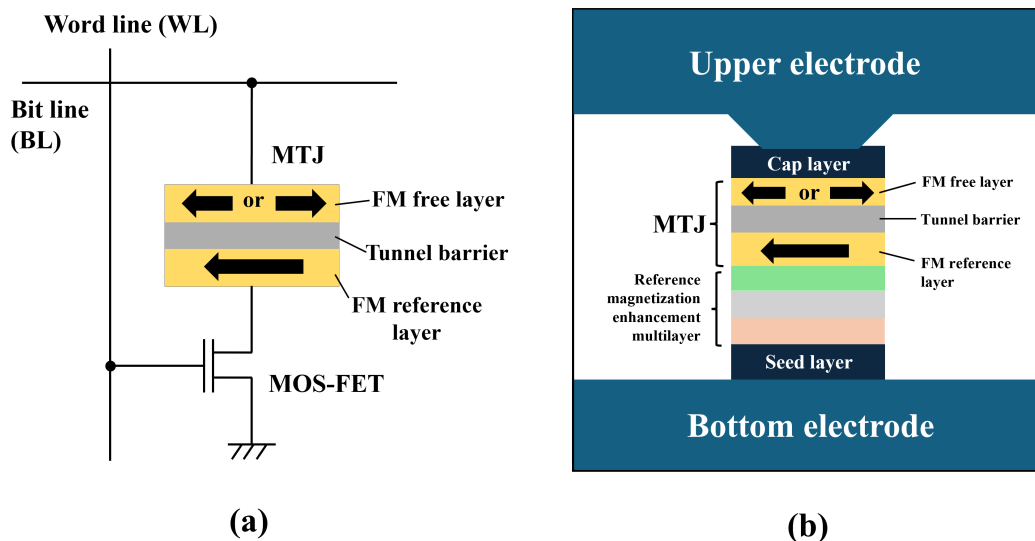 Word line (WL)
Bit line
(BL)
MTJ
or
FM free layer
Tunnel barrier
FM reference
layer
MOS-FET
(a)
Upper electrode
Cap layer
or
FM free layer
MTJ
Tunnel barrier
FM reference
layer
Reference
magnetization
enhancement
multilayer
Seed layer
Bottom electrode
(b)